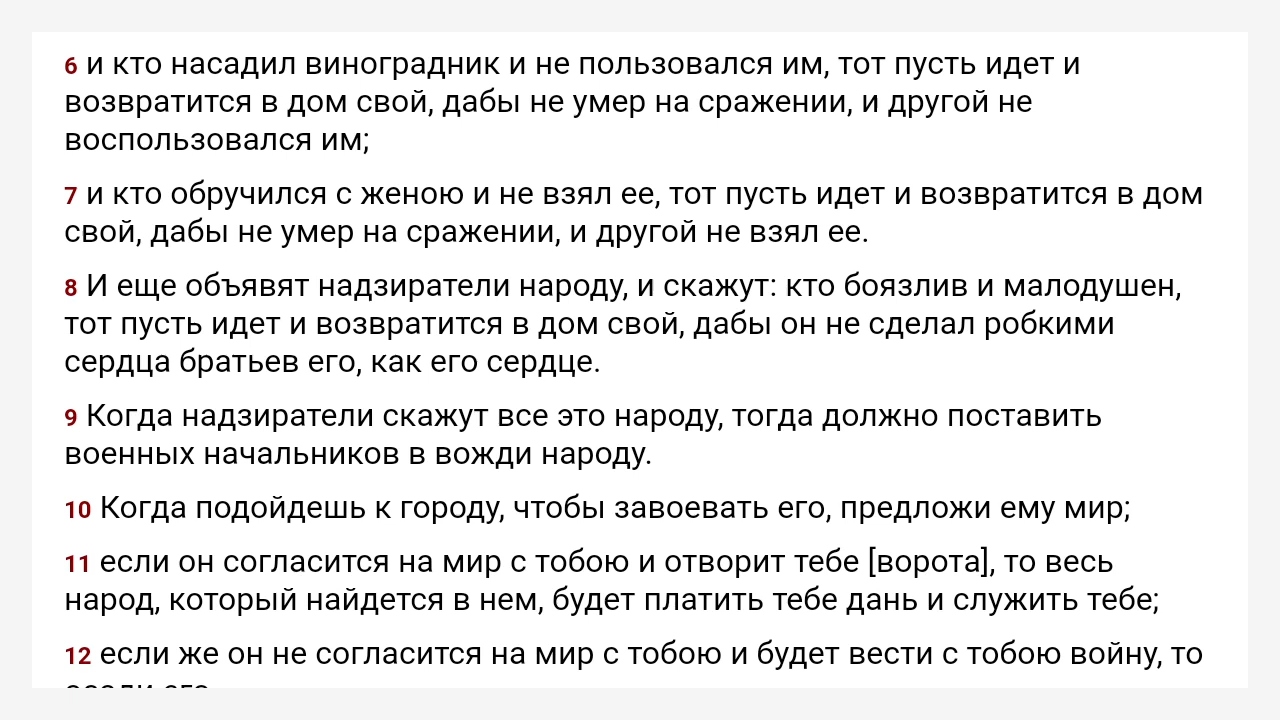 6 и кто насадил виноградник и не пользовался им, тот пусть идет и
возвратится в дом свой, дабы не умер на сражении, и другой не
воспользовался им;
7 и кто обручился с женою и не взял ее, тот пусть идет и возвратится в дом
свой, дабы не умер на сражении, и другой не взял ее.
8 И еще объявят надзиратели народу, и скажут: кто боязлив и малодушен,
тот пусть идет и возвратится в дом свой, дабы он не сделал робкими
сердца братьев его, как его сердце.
9 Когда надзиратели скажут все это народу, тогда должно поставить
военных начальников в вожди народу.
10 Когда подойдешь к городу, чтобы завоевать его, предложи ему мир;
11 если он согласится на мир с тобою и отворит тебе [ворота], то весь
народ, который найдется в нем, будет платить тебе дань и служить тебе;
12 если же он не согласится на мир с тобою и будет вести с тобою войну, то